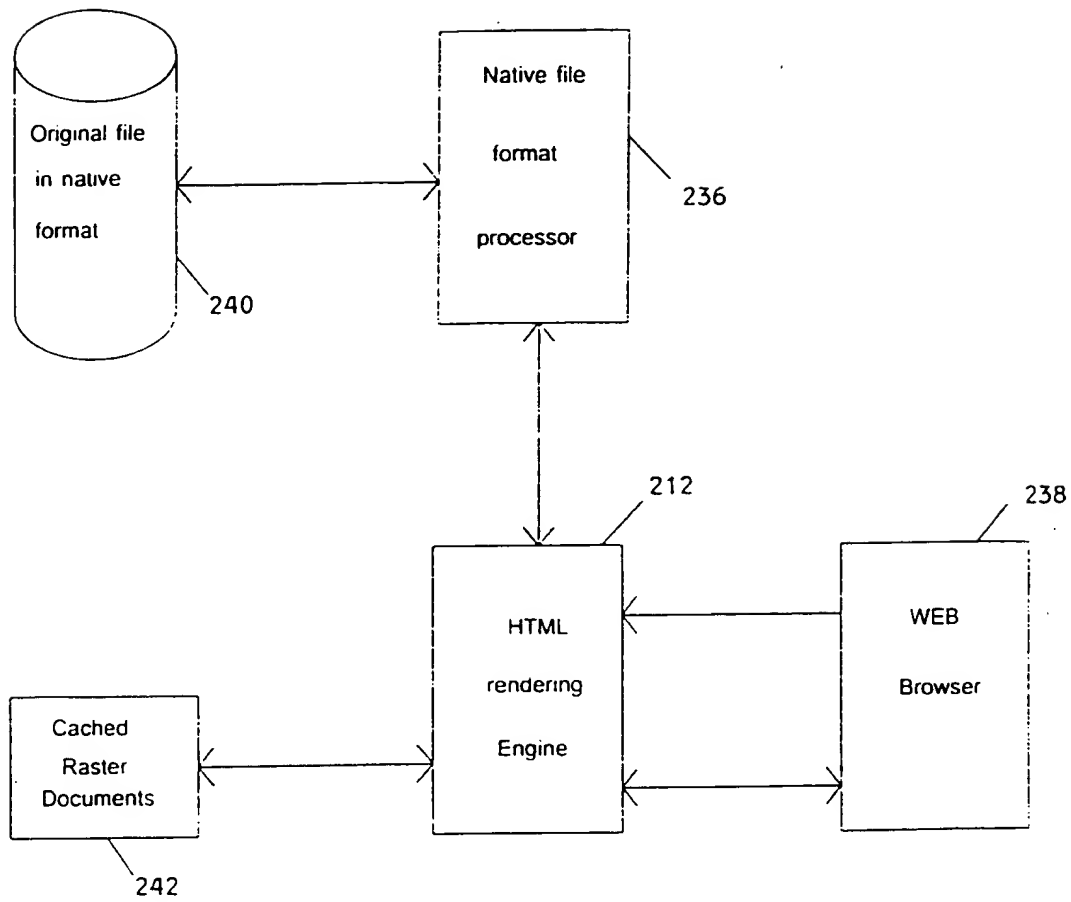 Original file
in native
format
240
Native file
format
processor
236
212
HTML
rendering
Engine
238
WEB
Browser
Cached
Raster
Documents
242